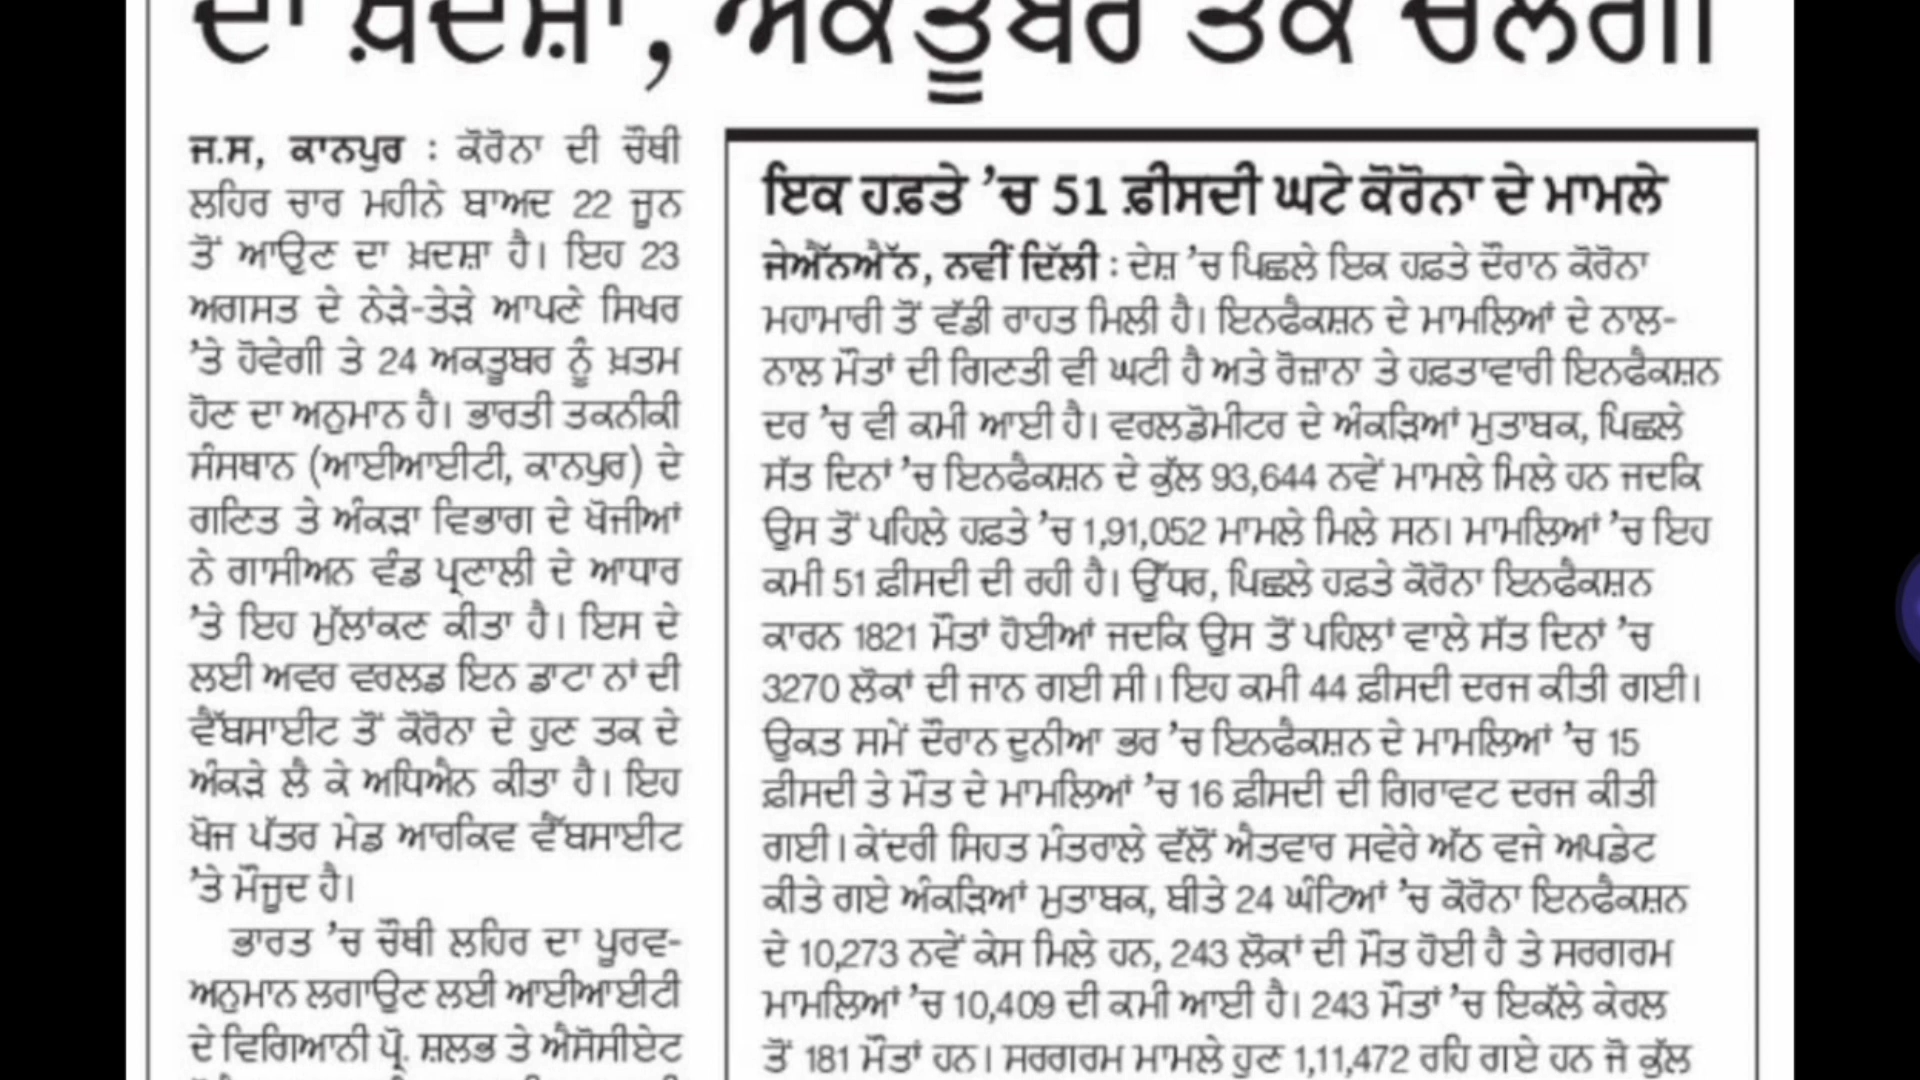 ਦਾ ਖ਼ਦਸ਼ਾ, ਅਕਤੂਬਰ ਤਕ ਚੱਲੇਗੀ
ਜ.ਸ, ਕਾਨਪੁਰ : ਕੋਰੋਨਾ ਦੀ ਚੌਥੀ
ਲਹਿਰ ਚਾਰ ਮਹੀਨੇ ਬਾਅਦ 22 ਜੂਨ
ਤੋਂ ਆਉਣ ਦਾ ਖ਼ਦਸ਼ਾ ਹੈ। ਇਹ 23
ਅਗਸਤ ਦੇ ਨੇੜੇ-ਤੇੜੇ ਆਪਣੇ ਸਿਖਰ
’ਤੇ ਹੋਵੇਗੀ ਤੇ 24 ਅਕਤੂਬਰ ਨੂੰ ਖ਼ਤਮ
ਹੋਣ ਦਾ ਅਨੁਮਾਨ ਹੈ। ਭਾਰਤੀ ਤਕਨੀਕੀ
ਸੰਸਥਾਨ (ਆਈਆਈਟੀ, ਕਾਨਪੁਰ) ਦੇ
ਗਣਿਤ ਤੇ ਅੰਕੜਾ ਵਿਭਾਗ ਦੇ ਖੋਜੀਆਂ
ਨੇ ਗਾਸੀਅਨ ਵੰਡ ਪ੍ਰਣਾਲੀ ਦੇ ਆਧਾਰ
’ਤੇ ਇਹ ਮੁੱਲਾਂਕਣ ਕੀਤਾ ਹੈ। ਇਸ ਦੇ
ਲਈ ਅਵਰ ਵਰਲਡ ਇਨ ਡਾਟਾ ਨਾਂ ਦੀ
ਵੈੱਬਸਾਈਟ ਤੋਂ ਕੋਰੋਨਾ ਦੇ ਹੁਣ ਤਕ ਦੇ
ਅੰਕੜੇ ਲੈ ਕੇ ਅਧਿਐਨ ਕੀਤਾ ਹੈ। ਇਹ
ਖੋਜ ਪੱਤਰ ਮੇਡ ਆਰਕਿਵ ਵੈੱਬਸਾਈਟ
’ਤੇ ਮੌਜੂਦ ਹੈ।
ਭਾਰਤ ’ਚ ਚੌਥੀ ਲਹਿਰ ਦਾ ਪੂਰਵ-
ਅਨੁਮਾਨ ਲਗਾਉਣ ਲਈ ਆਈਆਈਟੀ
ਦੇ ਵਿਗਿਆਨੀ ਪ੍ਰੋ. ਸ਼ਲਭ ਤੇ ਐਸੋਸੀਏਟ
ਇਕ ਹਫ਼ਤੇ ’ਚ 51 ਫ਼ੀਸਦੀ ਘਟੇ ਕੋਰੋਨਾ ਦੇ ਮਾਮਲੇ
ਜੇਐੱਨਐੱਨ, ਨਵੀਂ ਦਿੱਲੀ : ਦੇਸ਼ ’ਚ ਪਿਛਲੇ ਇਕ ਹਫ਼ਤੇ ਦੌਰਾਨ ਕੋਰੋਨਾ
ਮਹਾਮਾਰੀ ਤੋਂ ਵੱਡੀ ਰਾਹਤ ਮਿਲੀ ਹੈ। ਇਨਫੈਕਸ਼ਨ ਦੇ ਮਾਮਲਿਆਂ ਦੇ ਨਾਲ-
ਨਾਲ ਮੌਤਾਂ ਦੀ ਗਿਣਤੀ ਵੀ ਘਟੀ ਹੈ ਅਤੇ ਰੋਜ਼ਾਨਾ ਤੇ ਹਫ਼ਤਾਵਾਰੀ ਇਨਫੈਕਸ਼ਨ
ਦਰ ’ਚ ਵੀ ਕਮੀ ਆਈ ਹੈ। ਵਰਲਡੋਮੀਟਰ ਦੇ ਅੰਕੜਿਆਂ ਮੁਤਾਬਕ, ਪਿਛਲੇ
ਸੱਤ ਦਿਨਾਂ ’ਚ ਇਨਫੈਕਸ਼ਨ ਦੇ ਕੁੱਲ 93,644 ਨਵੇਂ ਮਾਮਲੇ ਮਿਲੇ ਹਨ ਜਦਕਿ
ਉਸ ਤੋਂ ਪਹਿਲੇ ਹਫ਼ਤੇ ’ਚ 1,91,052 ਮਾਮਲੇ ਮਿਲੇ ਸਨ। ਮਾਮਲਿਆਂ ’ਚ ਇਹ
ਕਮੀ 51 ਫ਼ੀਸਦੀ ਦੀ ਰਹੀ ਹੈ। ਉੱਧਰ, ਪਿਛਲੇ ਹਫ਼ਤੇ ਕੋਰੋਨਾ ਇਨਫੈਕਸ਼ਨ
ਕਾਰਨ 1821 ਮੌਤਾਂ ਹੋਈਆਂ ਜਦਕਿ ਉਸ ਤੋਂ ਪਹਿਲਾਂ ਵਾਲੇ ਸੱਤ ਦਿਨਾਂ ’ਚ
3270 ਲੋਕਾਂ ਦੀ ਜਾਨ ਗਈ ਸੀ। ਇਹ ਕਮੀ 44 ਫ਼ੀਸਦੀ ਦਰਜ ਕੀਤੀ ਗਈ।
ਉਕਤ ਸਮੇਂ ਦੌਰਾਨ ਦੁਨੀਆ ਭਰ ’ਚ ਇਨਫੈਕਸ਼ਨ ਦੇ ਮਾਮਲਿਆਂ ’ਚ 15
ਫ਼ੀਸਦੀ ਤੇ ਮੌਤ ਦੇ ਮਾਮਲਿਆਂ ’ਚ 16 ਫ਼ੀਸਦੀ ਦੀ ਗਿਰਾਵਟ ਦਰਜ ਕੀਤੀ
ਗਈ। ਕੇਂਦਰੀ ਸਿਹਤ ਮੰਤਰਾਲੇ ਵੱਲੋਂ ਐਤਵਾਰ ਸਵੇਰੇ ਅੱਠ ਵਜੇ ਅਪਡੇਟ
ਕੀਤੇ ਗਏ ਅੰਕੜਿਆਂ ਮੁਤਾਬਕ, ਬੀਤੇ 24 ਘੰਟਿਆਂ ’ਚ ਕੋਰੋਨਾ ਇਨਫੈਕਸ਼ਨ
ਦੇ 10,273 ਨਵੇਂ ਕੇਸ ਮਿਲੇ ਹਨ, 243 ਲੋਕਾਂ ਦੀ ਮੌਤ ਹੋਈ ਹੈ ਤੇ ਸਰਗਰਮ
ਮਾਮਲਿਆਂ ’ਚ 10,409 ਦੀ ਕਮੀ ਆਈ ਹੈ। 243 ਮੌਤਾਂ ’ਚ ਇਕੱਲੇ ਕੇਰਲ
ਤੋਂ 181 ਮੌਤਾਂ ਹਨ। ਸਰਗਰਮ ਮਾਮਲੇ ਹੁਣ 1,11,472 ਰਹਿ ਗਏ ਹਨ ਜੋ ਕੁੱਲ